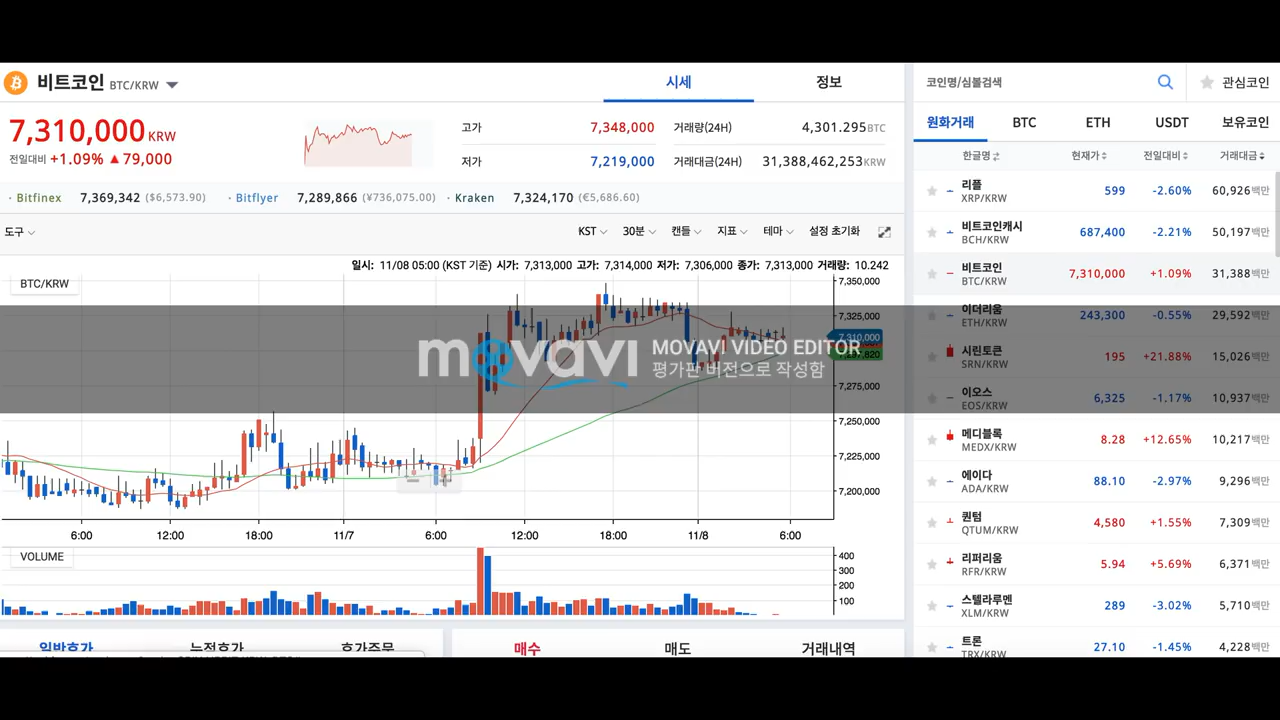 비트코인 BTC/KRW
시세
정보
7,310,000 KRW
전일대비 +1.09% ▲79,000
고가 7,348,000
거래량(24H) 4,301.295 BTC
저가 7,219,000
거래대금(24H) 31,388,462,253 KRW
· Bitfinex 7,369,342 ($6,573.90) · Bitflyer 7,289,866 (¥736,075.00) · Kraken 7,324,170 (€5,686.60)
도구
KST 30분 캔들 지표 테마 설정 초기화
일시: 11/08 05:00 (KST 기준) 시가: 7,313,000 고가: 7,314,000 저가: 7,306,000 종가: 7,313,000 거래량: 10.242
BTC/KRW
7,350,000
7,325,000
7,310,000
7,275,000
7,250,000
7,225,000
7,200,000
movavi
MOVAVI VIDEO EDITOR
평가판 버전으로 작성함
6:00 12:00 18:00 11/7 6:00 12:00 18:00 11/8 6:00
VOLUME
400
300
200
100
일반호가 누적호가 호가주문
매수 매도 거래내역
코인명/심볼검색
관심코인
원화거래 BTC ETH USDT 보유코인
한글명 현재가 전일대비 거래대금
리플 599 -2.60% 60,926백만
XRP/KRW
비트코인캐시 687,400 -2.21% 50,197백만
BCH/KRW
비트코인 7,310,000 +1.09% 31,388백만
BTC/KRW
이더리움 243,300 -0.55% 29,592백만
ETH/KRW
시린토큰 195 +21.88% 15,026백만
SRN/KRW
이오스 6,325 -1.17% 10,937백만
EOS/KRW
메디블록 8.28 +12.65% 10,217백만
MEDX/KRW
에이다 88.10 -2.97% 9,296백만
ADA/KRW
퀀텀 4,580 +1.55% 7,309백만
QTUM/KRW
리퍼리움 5.94 +5.69% 6,371백만
RFR/KRW
스텔라루멘 289 -3.02% 5,710백만
XLM/KRW
트론 27.10 -1.45% 4,228백만
TRX/KRW